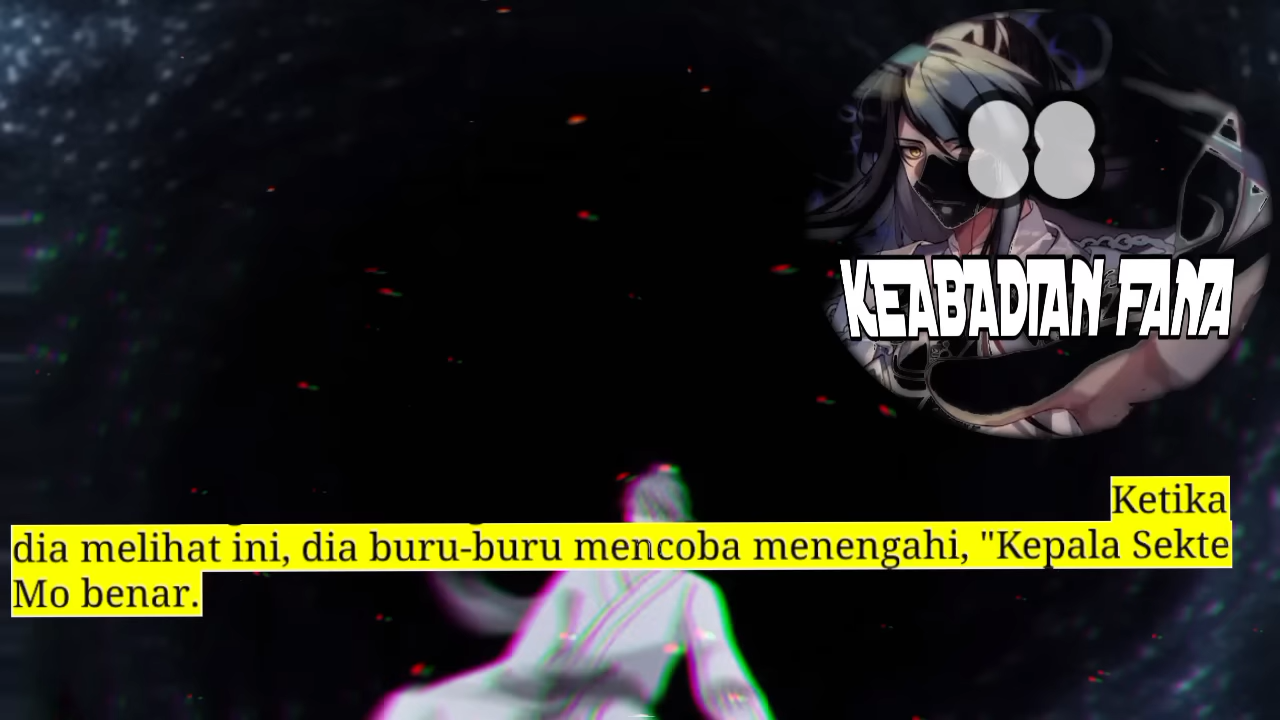 88
KEABADIAN FANA
Ketika
dia melihat ini, dia buru-buru mencoba menengahi, "Kepala Sekte
Mo benar.